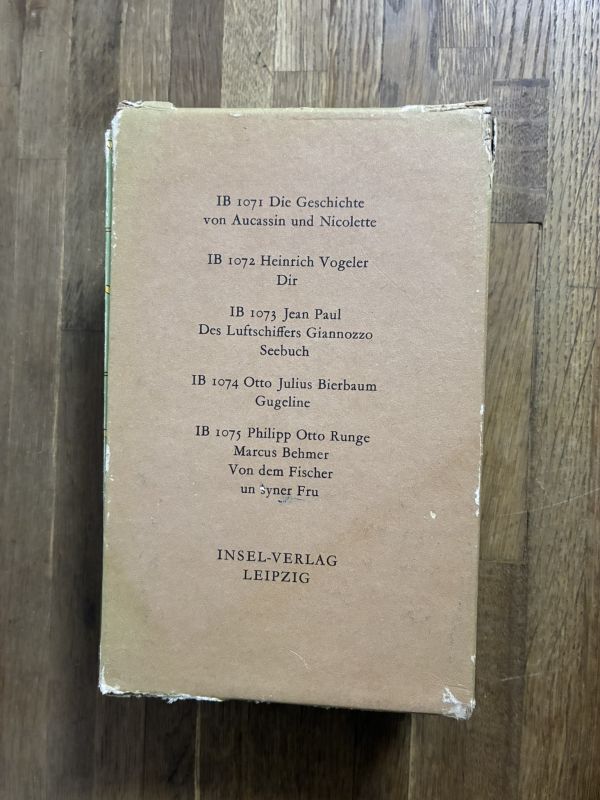 IB 1071 Die Geschichte
von Aucassin und Nicolette
IB 1072 Heinrich Vogeler
Dir
IB 1073 Jean Paul
Des Luftschiffers Giannozzo
Seebuch
IB 1074 Otto Julius Bierbaum
Gugeline
IB 1075 Philipp Otto Runge
Marcus Behmer
Von dem Fischer
un syner Fru
INSEL-VERLAG
LEIPZIG